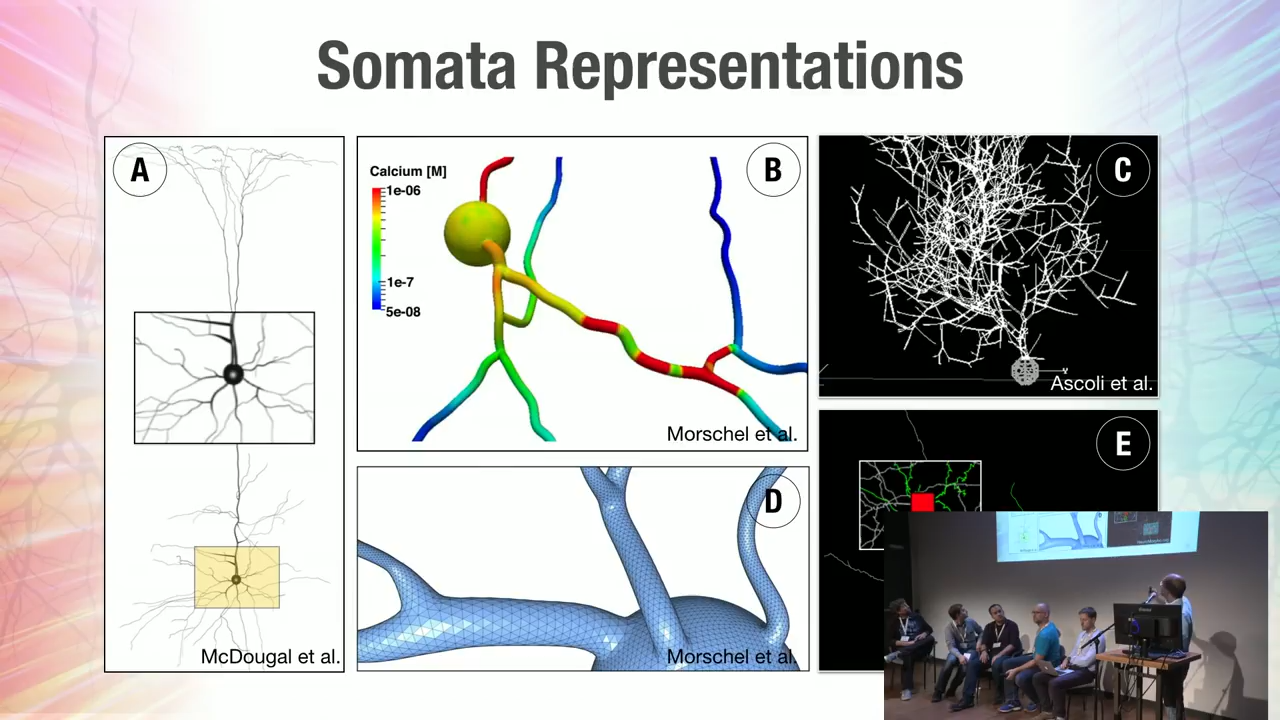 Somata Representations
A
McDougal et al.
Calcium [M]
1e-06
1e-7
5e-08
B
Morschel et al.
D
Morschel et al.
C
Ascoli et al.
E